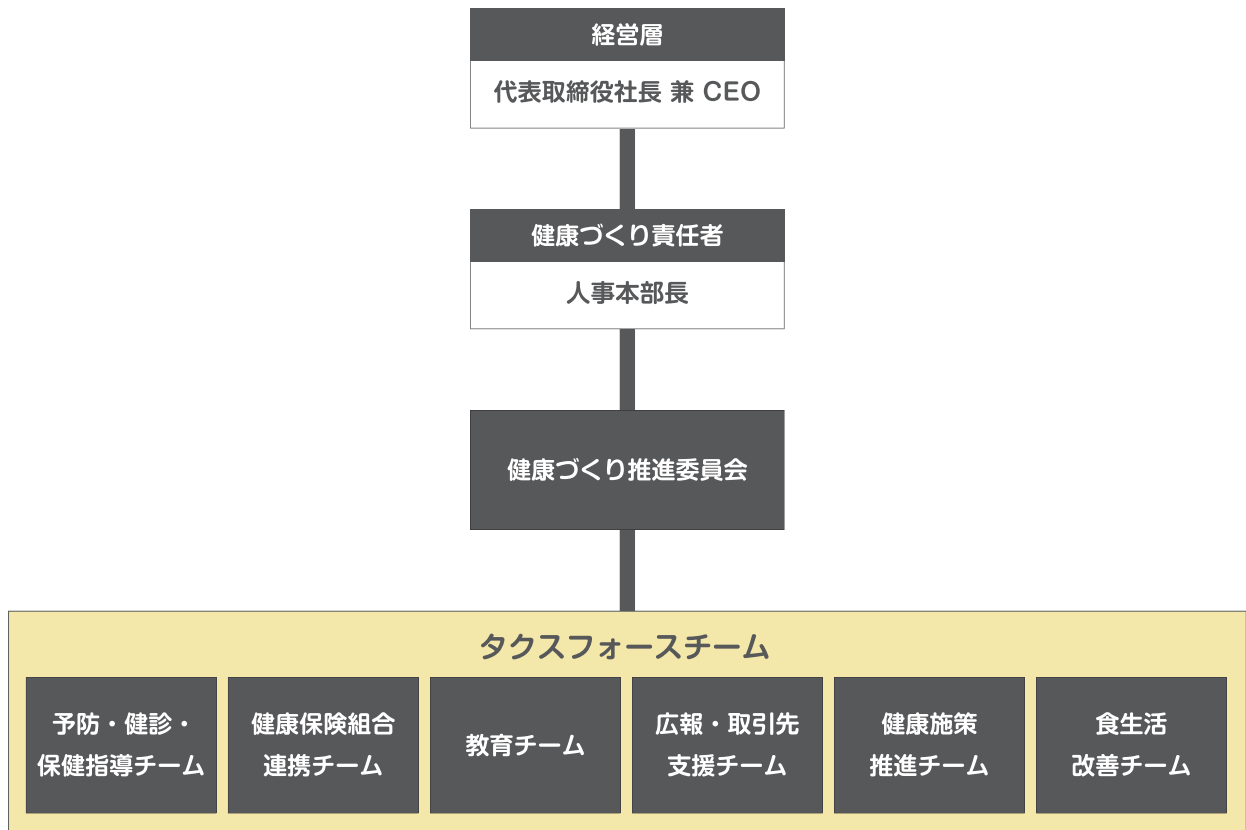 経営層
代表取締役社長 兼 CEO
健康づくり責任者
人事本部長
健康づくり推進委員会
タクスフォースチーム
予防・健診・
保健指導チーム
健康保険組合
連携チーム
教育チーム
広報・取引先
支援チーム
健康施策
推進チーム
食生活
改善チーム